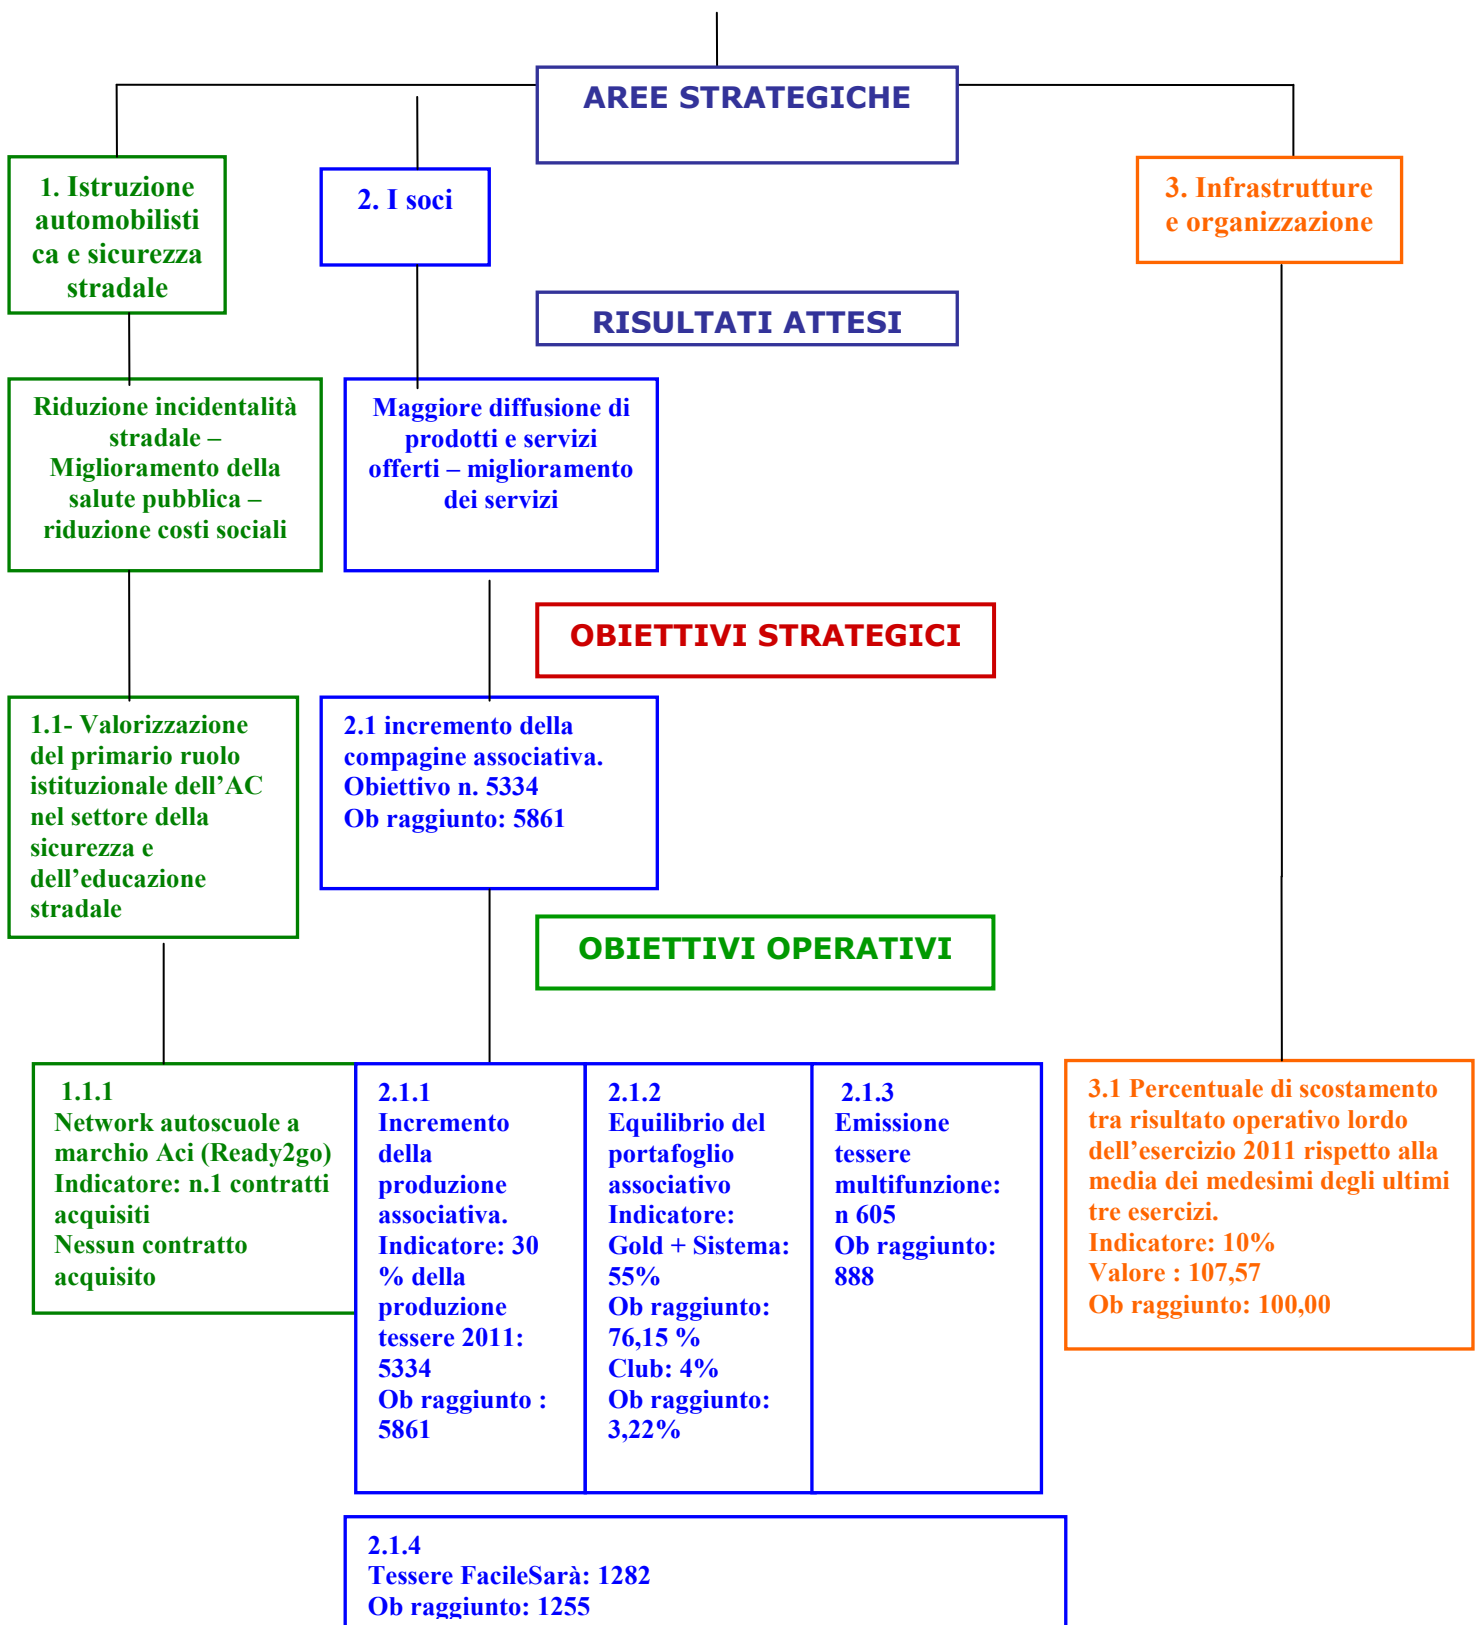 AREE STRATEGICHE
1. Istruzione
automobilisti
ca e sicurezza
stradale
2. I soci
3. Infrastrutture
e organizzazione
RISULTATI ATTESI
Riduzione incidentalità
stradale –
Miglioramento della
salute pubblica –
riduzione costi sociali
Maggiore diffusione di
prodotti e servizi
offerti – miglioramento
dei servizi
OBIETTIVI STRATEGICI
1.1- Valorizzazione
del primario ruolo
istituzionale dell’AC
nel settore della
sicurezza e
dell’educazione
stradale
2.1 incremento della
compagine associativa.
Obiettivo n. 5334
Ob raggiunto: 5861
OBIETTIVI OPERATIVI
1.1.1
Network autoscuole a
marchio Aci (Ready2go)
Indicatore: n.1 contratti
acquisiti
Nessun contratto
acquisito
2.1.1
Incremento
della
produzione
associativa.
Indicatore: 30
% della
produzione
tessere 2011:
5334
Ob raggiunto :
5861
2.1.2
Equilibrio del
portafoglio
associativo
Indicatore:
Gold + Sistema:
55%
Ob raggiunto:
76,15 %
Club: 4%
Ob raggiunto:
3,22%
2.1.3
Emissione
tessere
multifunzione:
n 605
Ob raggiunto:
888
3.1 Percentuale di scostamento
tra risultato operativo lordo
dell’esercizio 2011 rispetto alla
media dei medesimi degli ultimi
tre esercizi.
Indicatore: 10%
Valore : 107,57
Ob raggiunto: 100,00
2.1.4
Tessere FacileSarà: 1282
Ob raggiunto: 1255